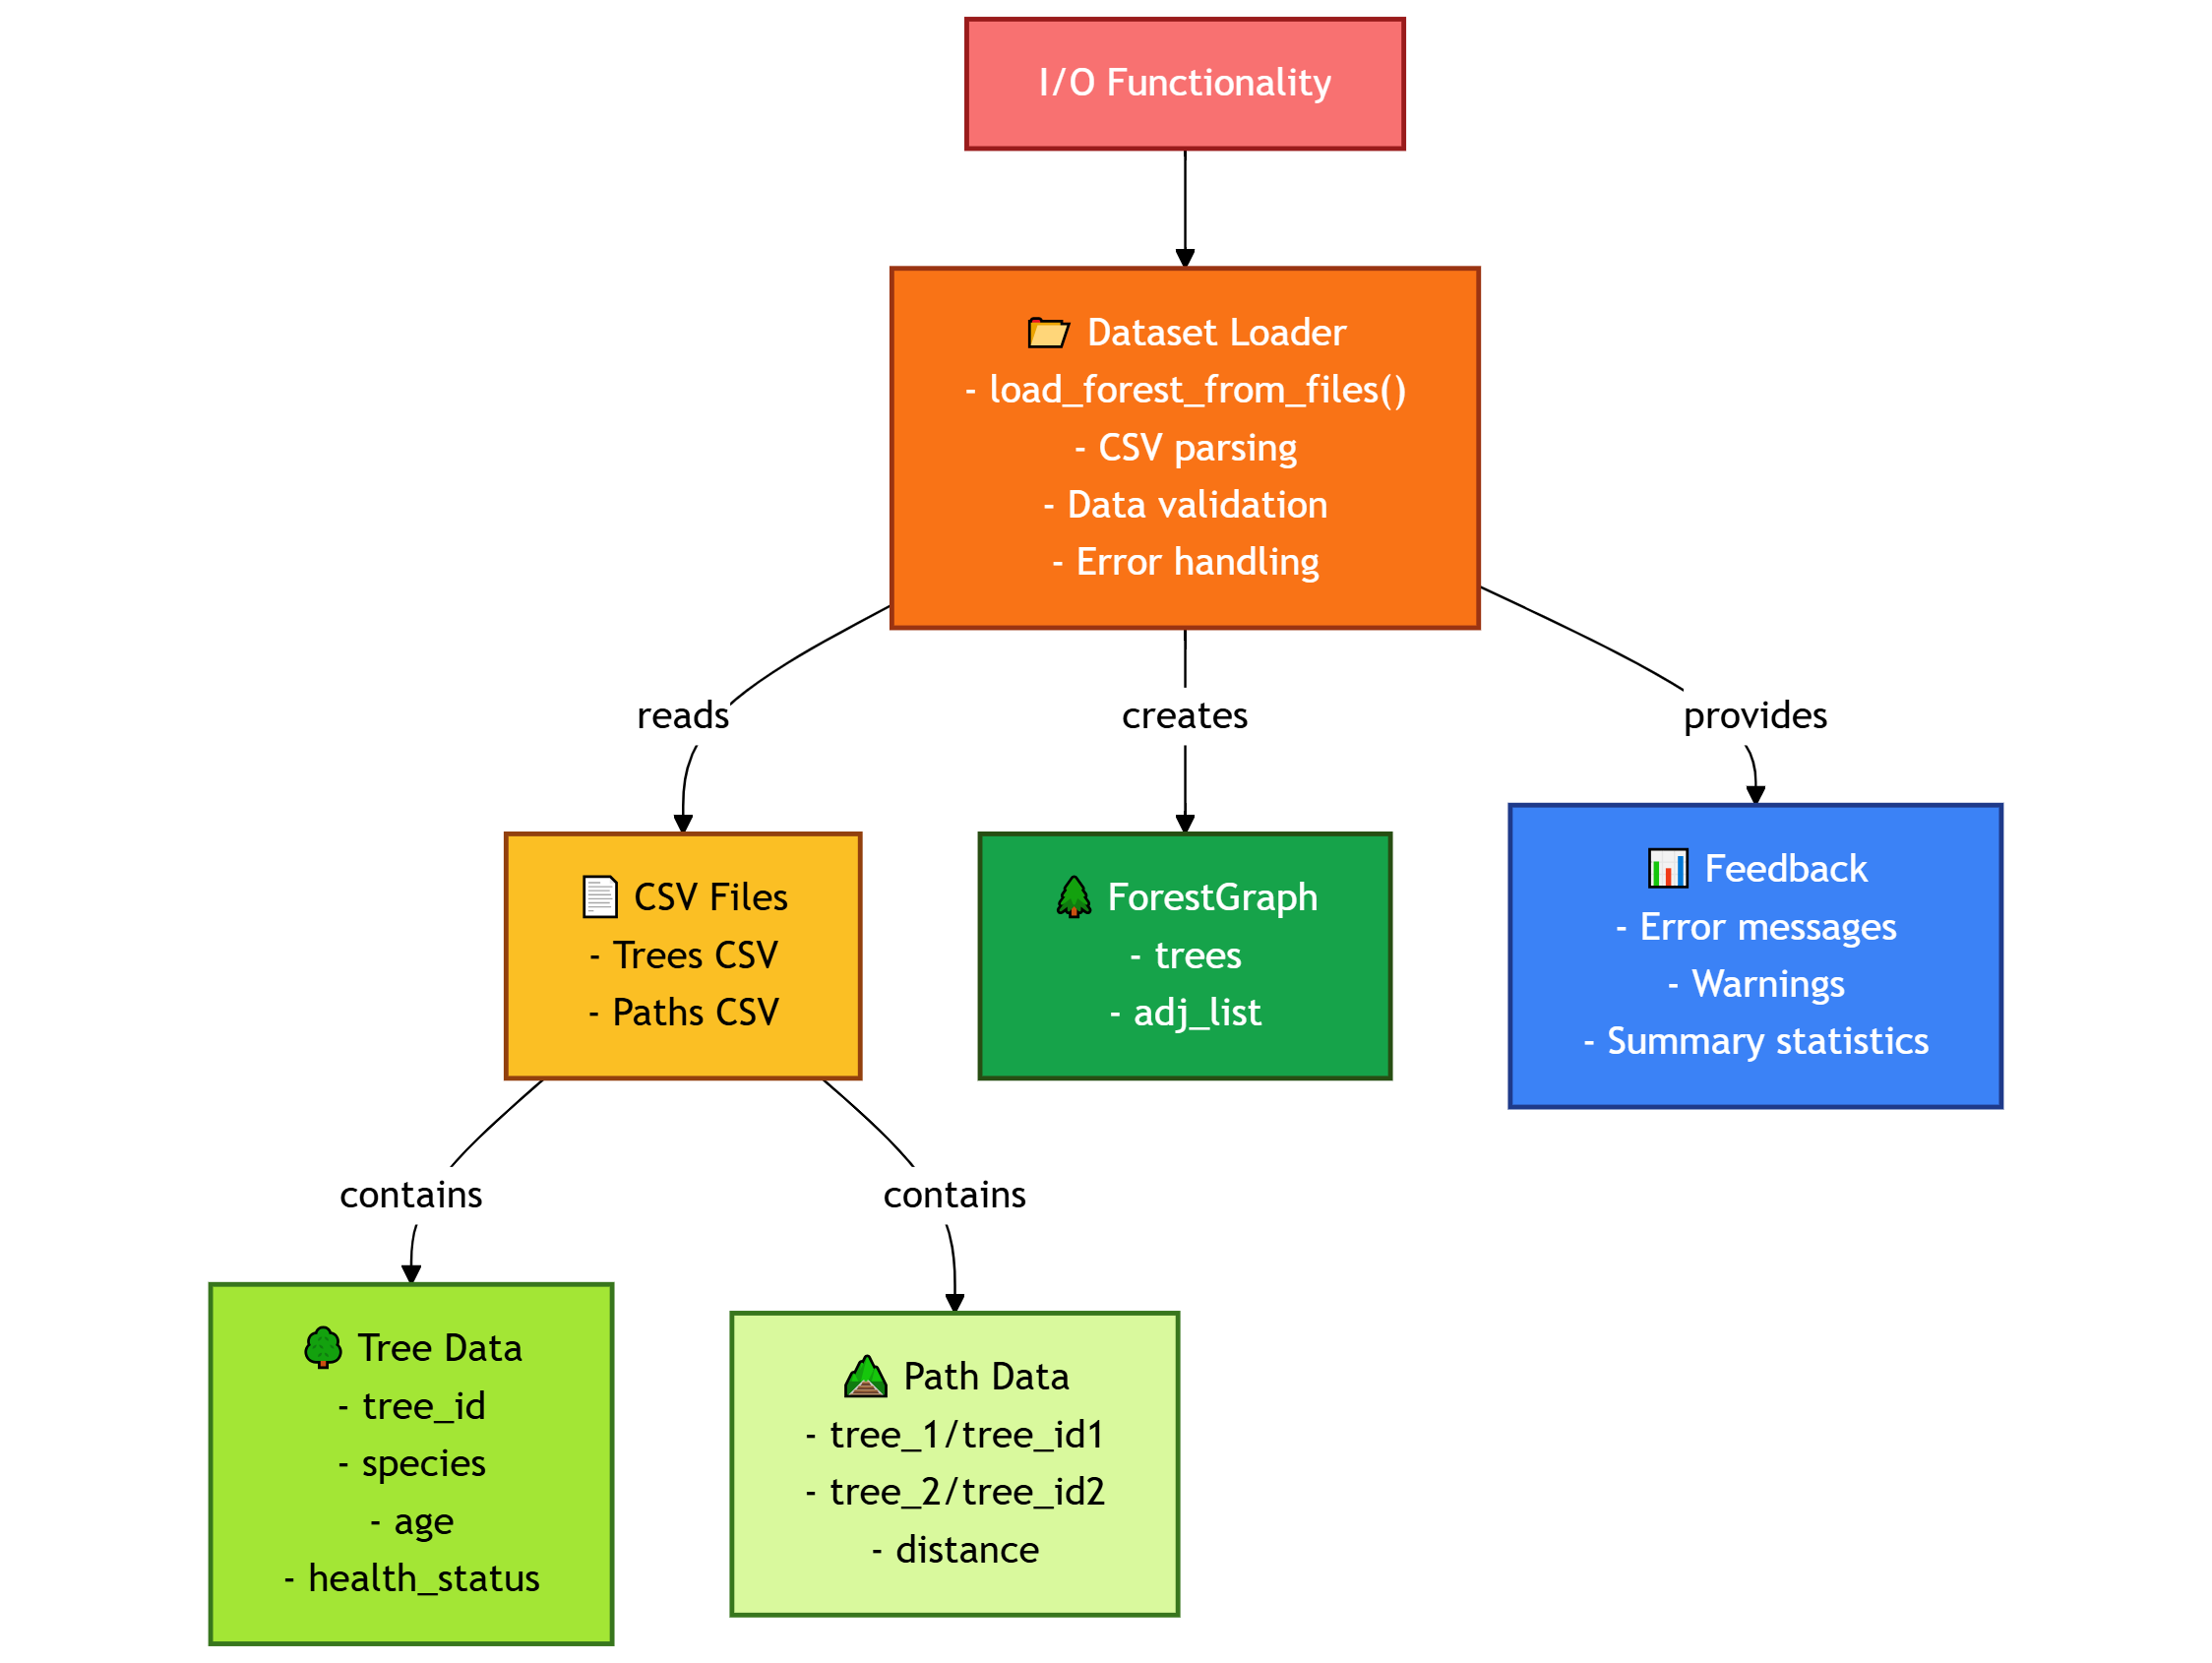 I/O Functionality
Dataset Loader
- load_forest_from_files()
- CSV parsing
- Data validation
- Error handling
reads
creates
provides
CSV Files
- Trees CSV
- Paths CSV
ForestGraph
- trees
- adj_list
Feedback
- Error messages
- Warnings
- Summary statistics
contains
contains
Tree Data
- tree_id
- species
- age
- health_status
Path Data
- tree_1/tree_id1
- tree_2/tree_id2
- distance